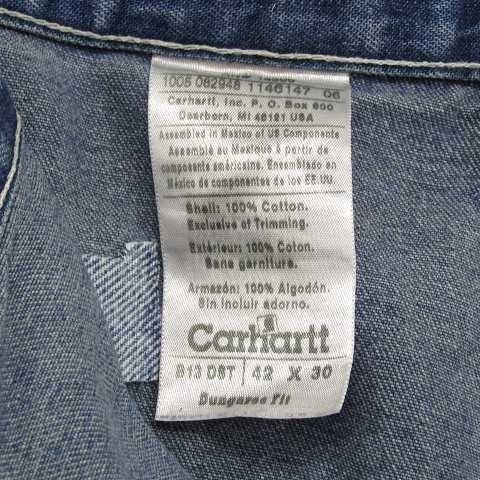 1005 082948 1146147 06
Carhartt, Inc. P. O. Box 600
Dearborn, MI 48121 USA
Assembled in Mexico of US Components
Assemblé au Mexique à partir de
composants américains. Ensemblado en
México de componentes de los EE.UU.
Shell: 100% Cotton.
Exclusive of Trimming.
Extérieur: 100% Coton.
Sans garniture.
Armazón: 100% Algodón.
Sin incluir adorno.
Carhartt
B13 DST 42 X 30
Dungaree Fit